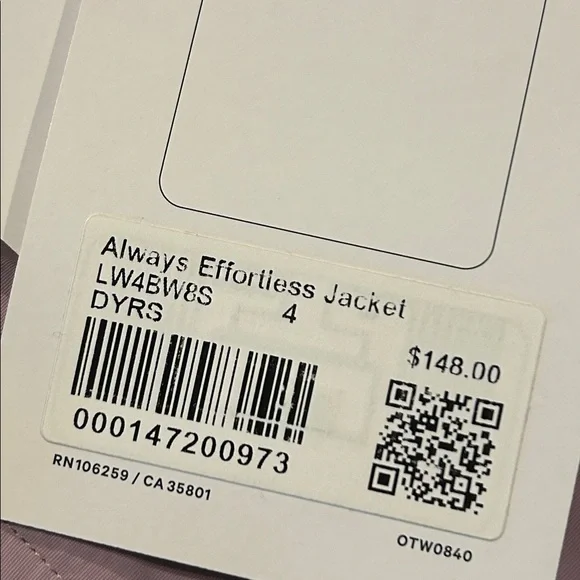 Always Effortless Jacket
LW4BW8S 4
DYRS
$148.00
000147200973
RN106259 / CA 35801
OTW0840